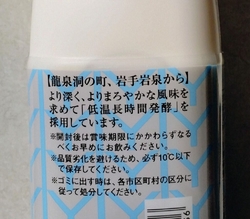 【龍泉洞の町、岩手岩泉から】
より深く、よりまろやかな風味を
求めて「低温長時間発酵」を
採用しています。
※開封後は賞味期限にかかわらずなる
べくお早めにお飲みください。
※品質劣化を避けるため、必ず10℃以下
で保存してください。
※ゴミに出す時は、各市区町村の区分に
従って処分してください。